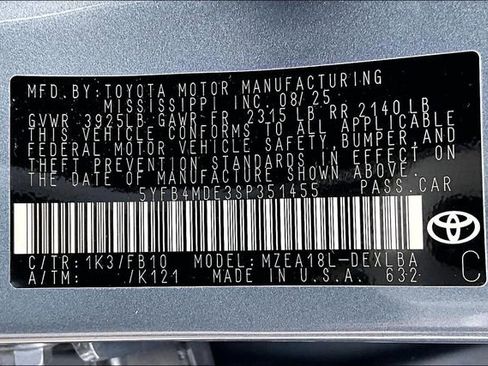 MFD.BY:TOYOTA MOTOR MANUFACTURING
MISSISSIPPI INC.08/25
GVWR 3925LB GAWR FR 2315 LB RR 2140 LB
THIS VEHICLE CONFORMS TO ALL APPLICABLE
FEDERAL MOTOR VEHICLE SAFETY, BUMPER, AND
THEFT PREVENTION STANDARDS IN EFFECT ON
THE DATE OF MANUFACTURE SHOWN ABOVE.
5YFB4MDE3SP351455 PASS.CAR
C/TR:1K3/FB10 MODEL:MZEA18L-DEXLBA
A/TM: /K121 MADE IN U.S.A. 632
C